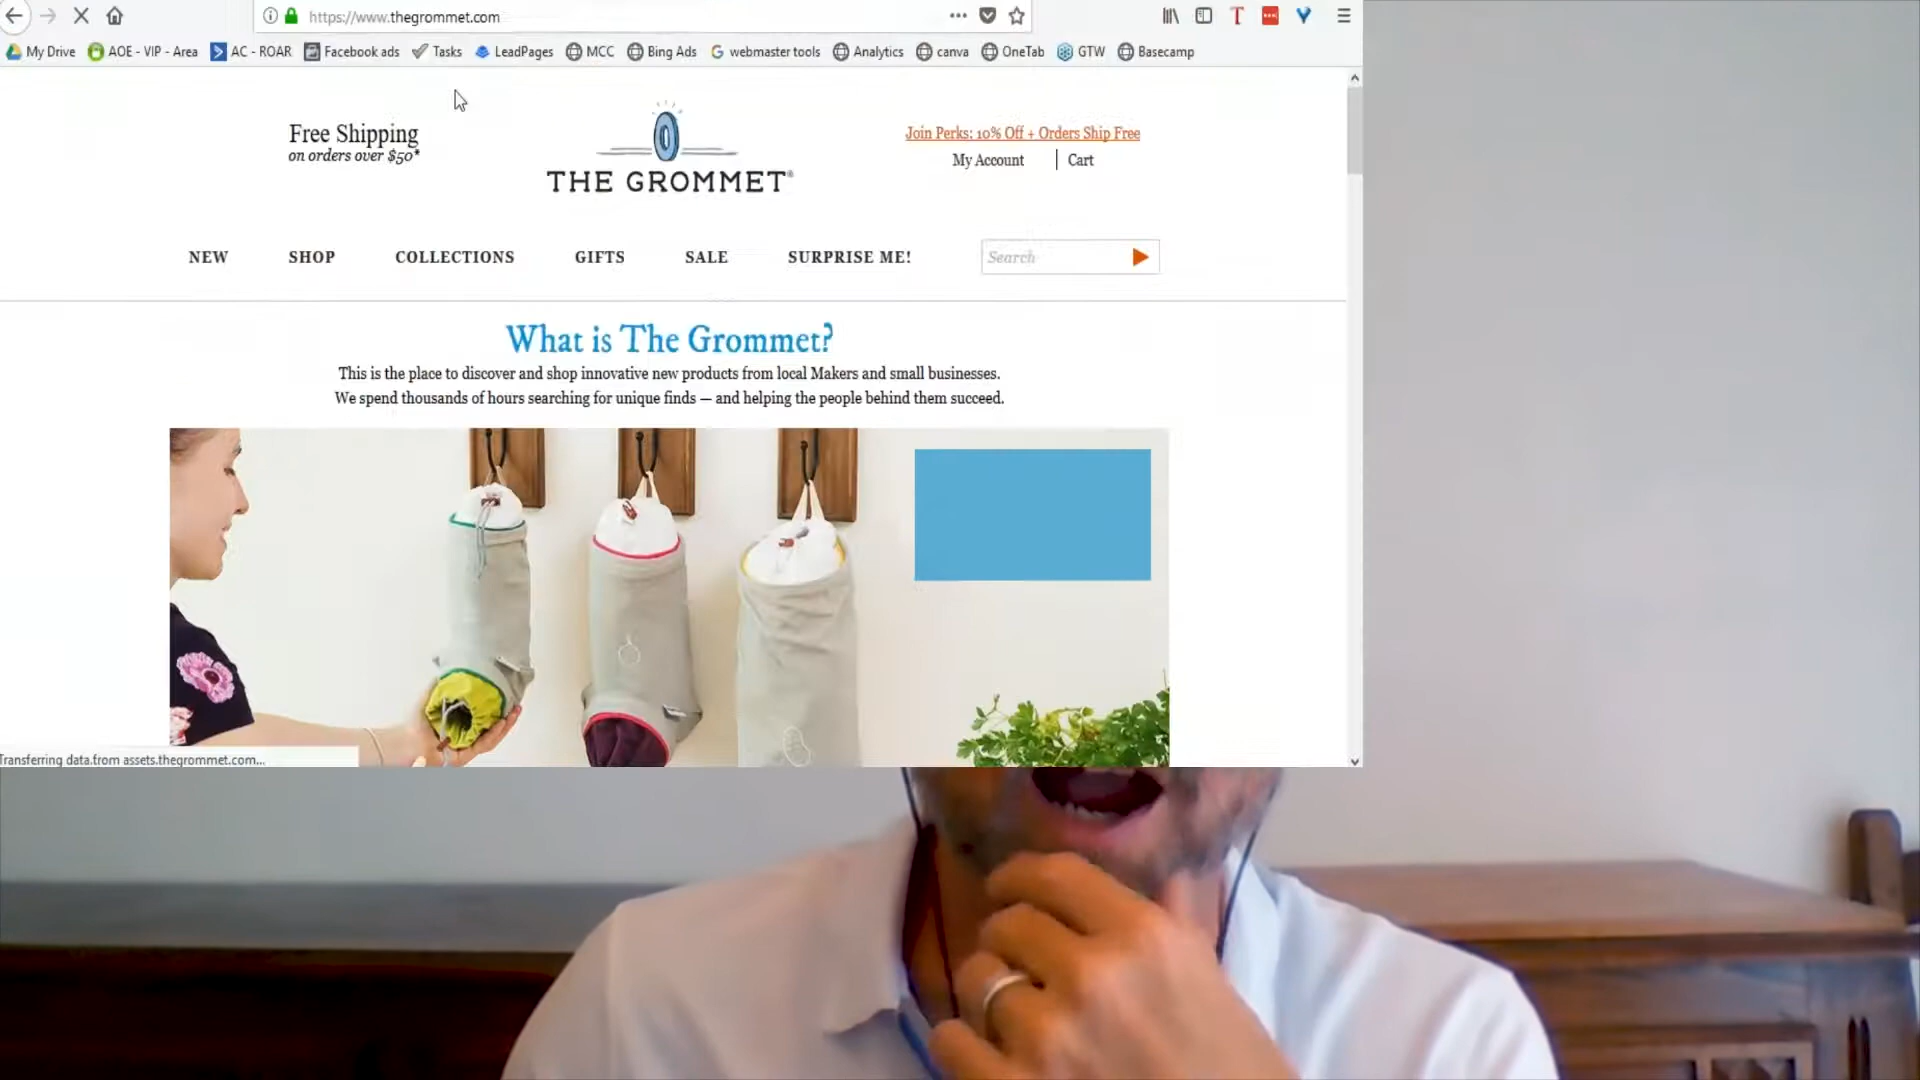 https://www.thegrommet.com
My Drive AOE - VIP - Area AC - ROAR Facebook ads Tasks LeadPages MCC Bing Ads webmaster tools Analytics canva OneTab GTW Basecamp
Free Shipping
on orders over $50*
THE GROMMET®
Join Perks: 10% Off + Orders Ship Free
My Account | Cart
NEW SHOP COLLECTIONS GIFTS SALE SURPRISE ME! Search
What is The Grommet?
This is the place to discover and shop innovative new products from local Makers and small businesses.
We spend thousands of hours searching for unique finds — and helping the people behind them succeed.
Transferring data from assets.thegrommet.com...